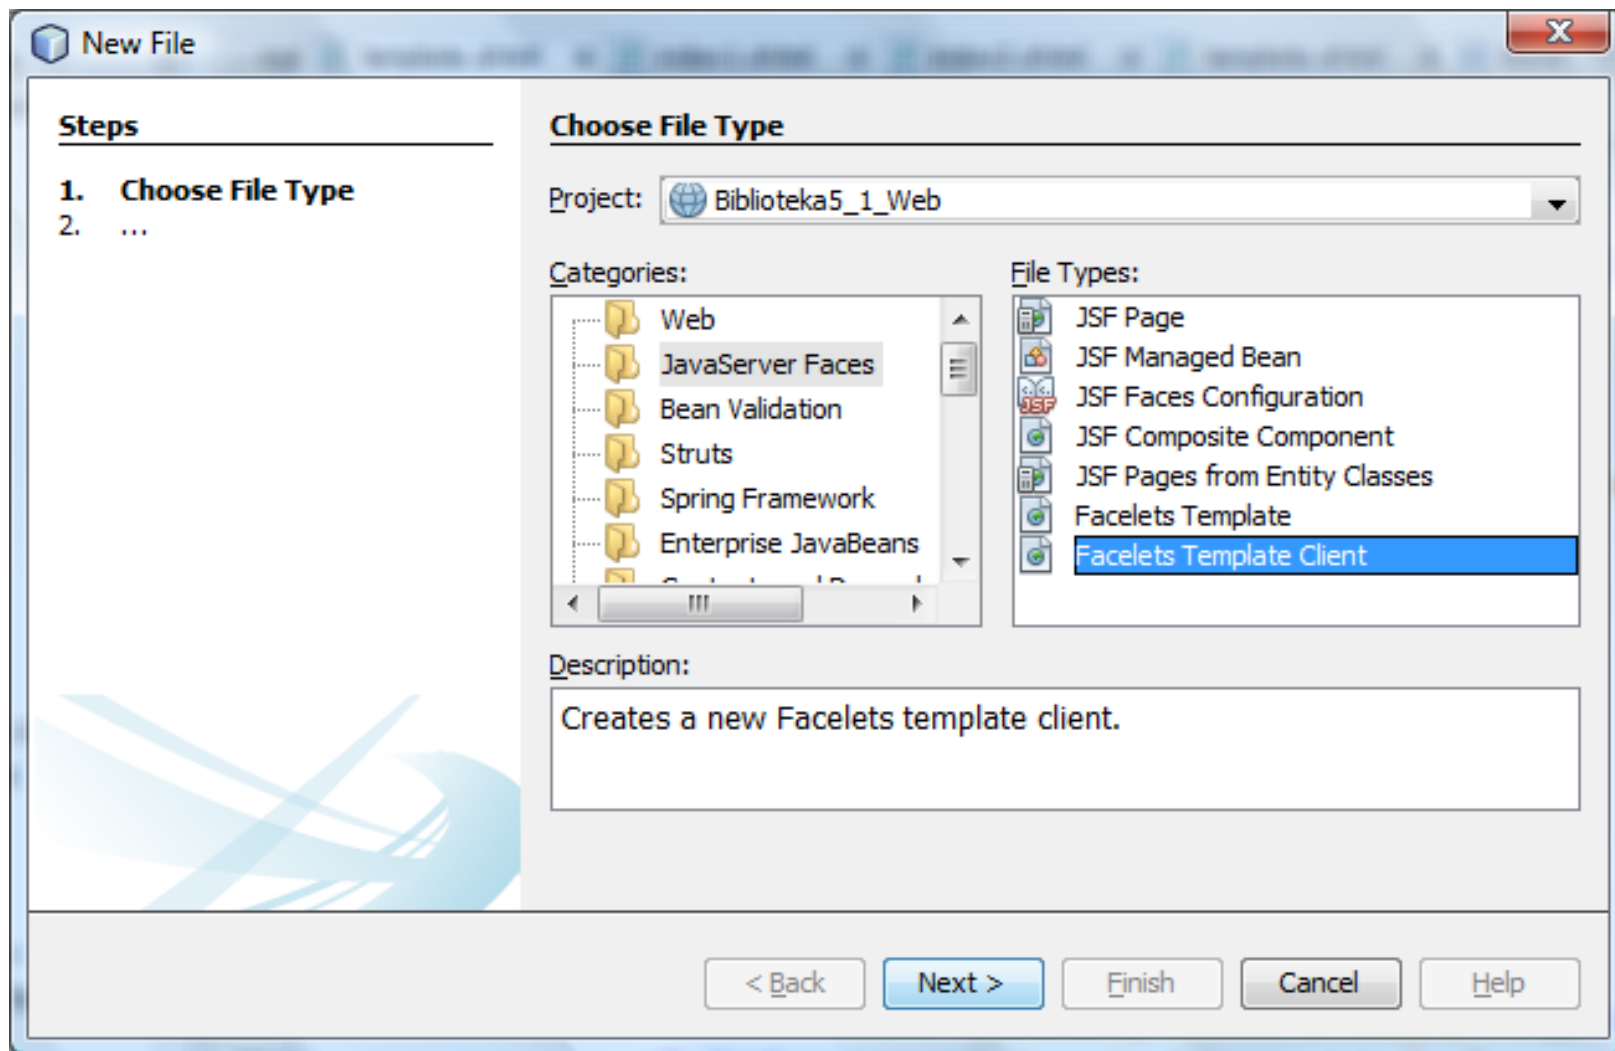 New File
Steps
1. Choose File Type
2. ...
Choose File Type
Project: Biblioteka5_1_Web
Categories:
Web
JavaServer Faces
Bean Validation
Struts
Spring Framework
Enterprise JavaBeans
File Types:
JSF Page
JSF Managed Bean
JSF Faces Configuration
JSF Composite Component
JSF Pages from Entity Classes
Facelets Template
Facelets Template Client
Description:
Creates a new Facelets template client.
< Back
Next >
Finish
Cancel
Help